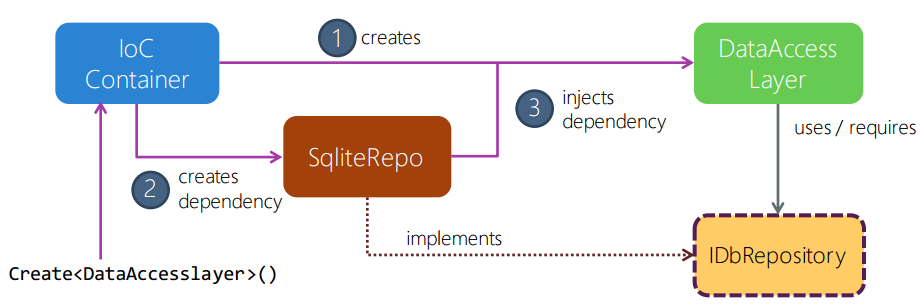 IoC
Container
1
creates
DataAccess
Layer
3
injects
dependency
uses / requires
SqliteRepo
2
creates
dependency
implements
IDbRepository
Create<DataAccesslayer>()